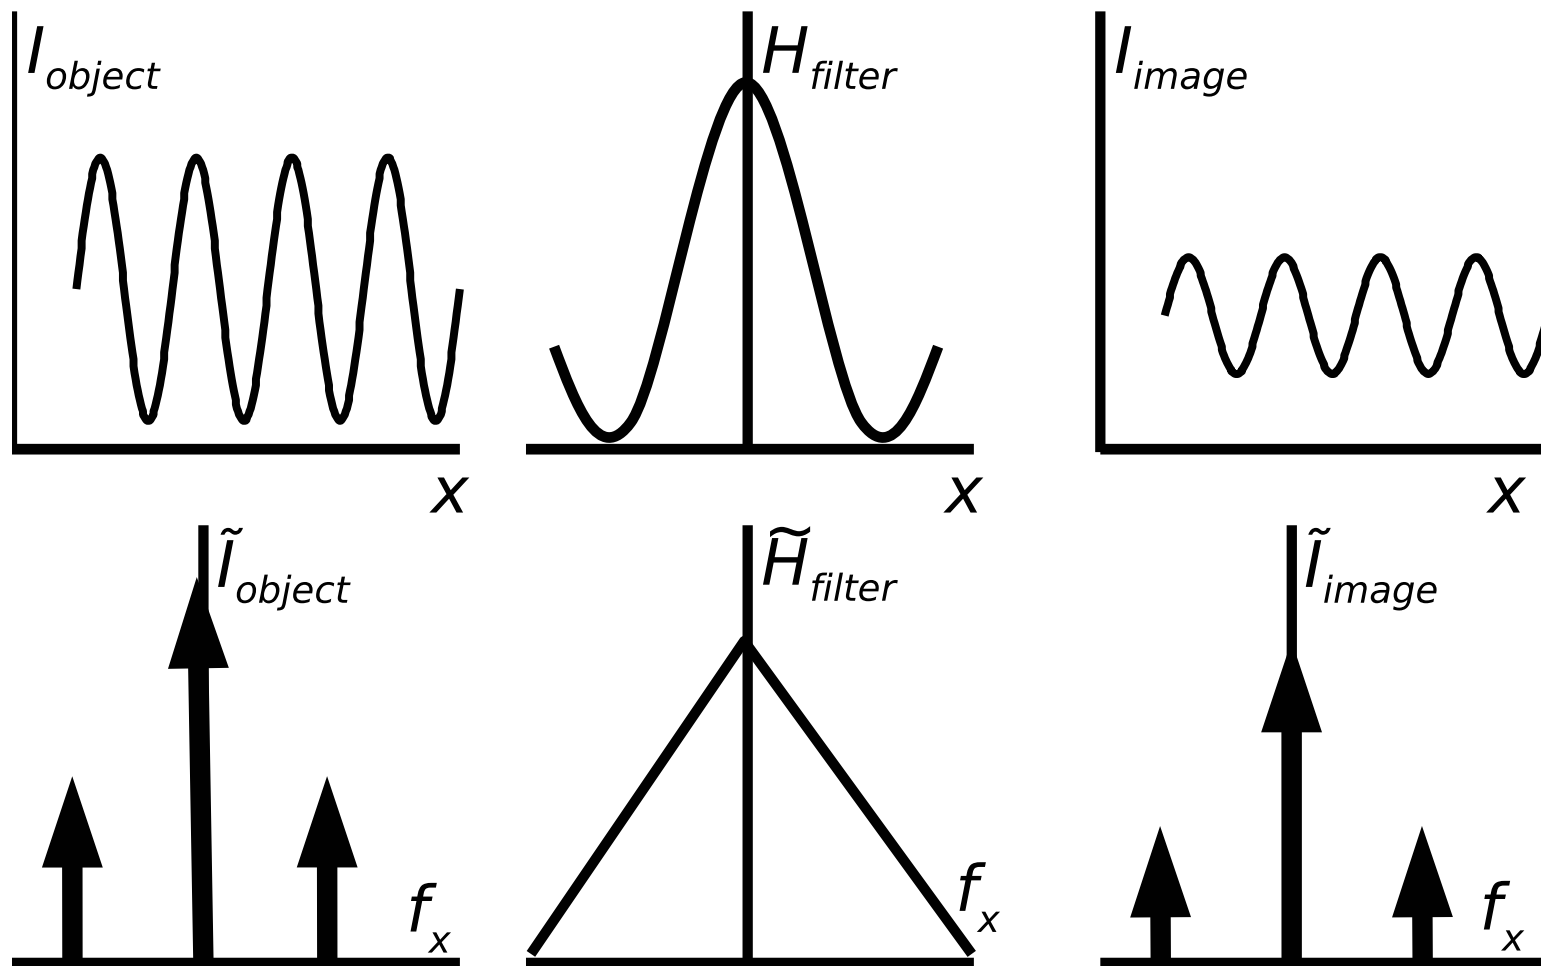 I_object
H_filter
I_image
x
x
x
Ĩ_object
H̃_filter
Ĩ_image
f_x
f_x
f_x